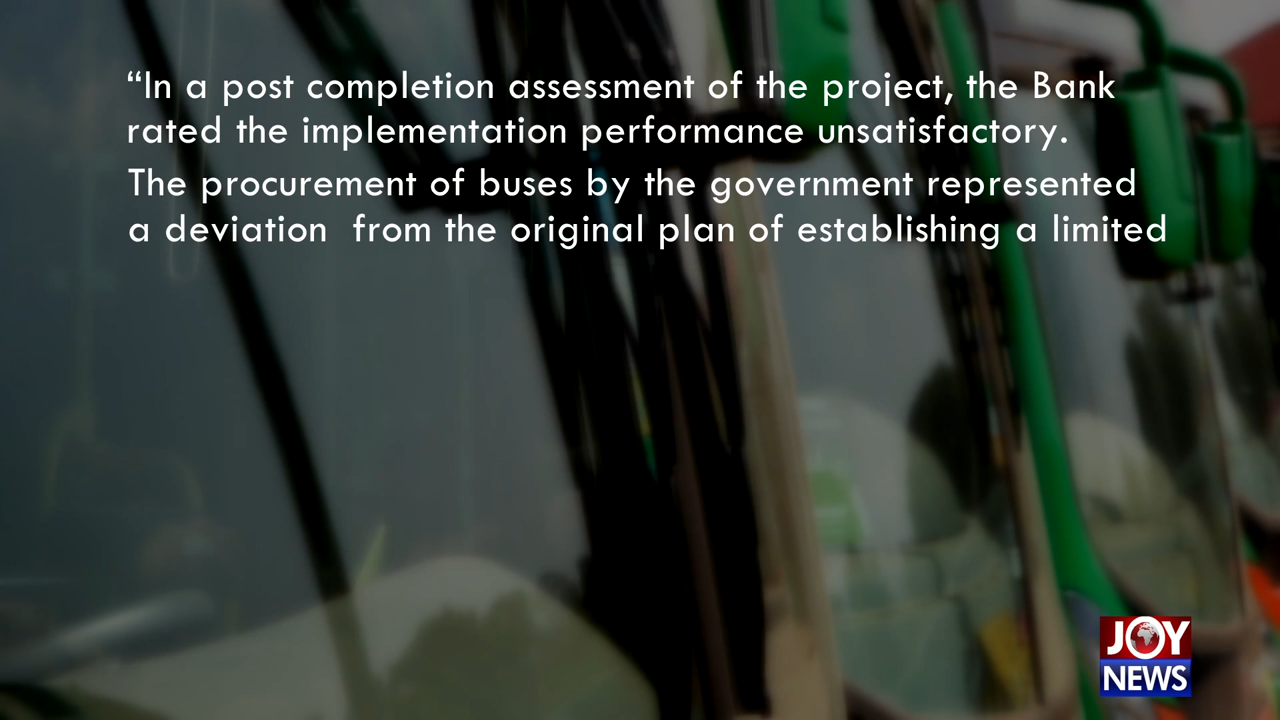 “In a post completion assessment of the project, the Bank
rated the implementation performance unsatisfactory.
The procurement of buses by the government represented
a deviation  from the original plan of establishing a limited
JOY
NEWS